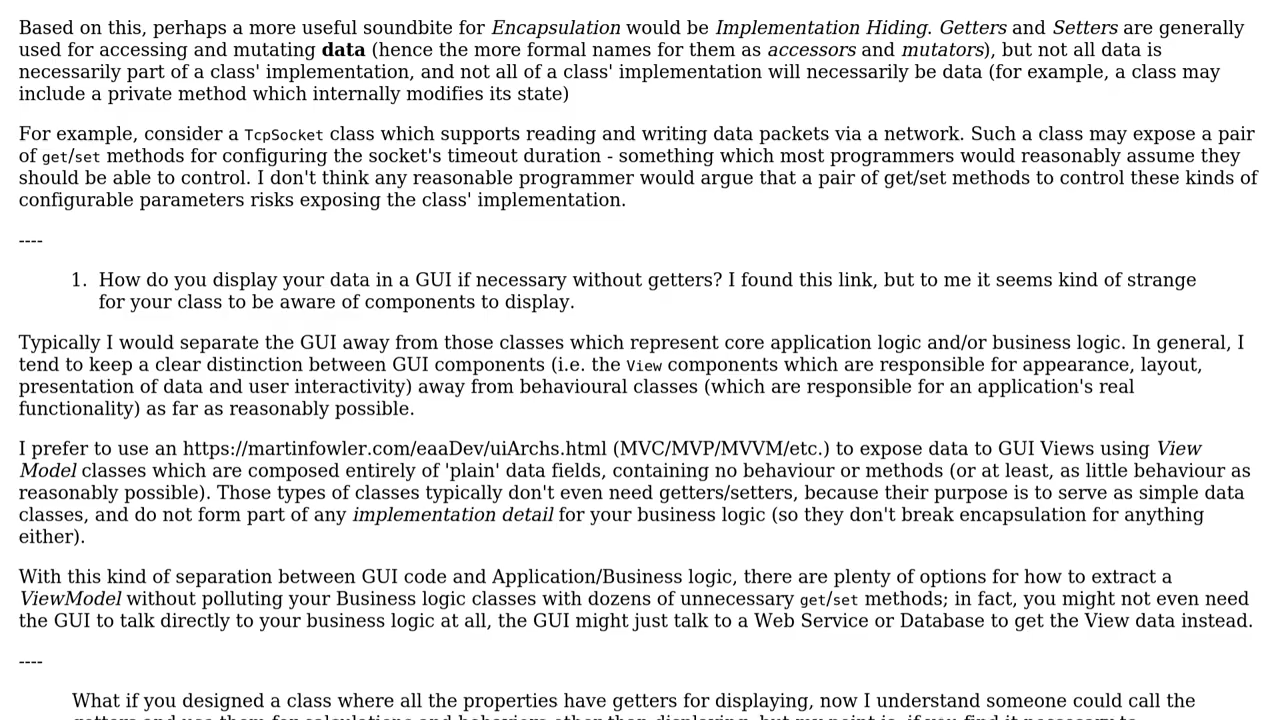 Based on this, perhaps a more useful soundbite for Encapsulation would be Implementation Hiding. Getters and Setters are generally
used for accessing and mutating data (hence the more formal names for them as accessors and mutators), but not all data is
necessarily part of a class' implementation, and not all of a class' implementation will necessarily be data (for example, a class may
include a private method which internally modifies its state)
For example, consider a TcpSocket class which supports reading and writing data packets via a network. Such a class may expose a pair
of get/set methods for configuring the socket's timeout duration - something which most programmers would reasonably assume they
should be able to control. I don't think any reasonable programmer would argue that a pair of get/set methods to control these kinds of
configurable parameters risks exposing the class' implementation.
----
1. How do you display your data in a GUI if necessary without getters? I found this link, but to me it seems kind of strange
for your class to be aware of components to display.
Typically I would separate the GUI away from those classes which represent core application logic and/or business logic. In general, I
tend to keep a clear distinction between GUI components (i.e. the View components which are responsible for appearance, layout,
presentation of data and user interactivity) away from behavioural classes (which are responsible for an application's real
functionality) as far as reasonably possible.
I prefer to use an https://martinfowler.com/eaaDev/uiArchs.html (MVC/MVP/MVVM/etc.) to expose data to GUI Views using View
Model classes which are composed entirely of 'plain' data fields, containing no behaviour or methods (or at least, as little behaviour as
reasonably possible). Those types of classes typically don't even need getters/setters, because their purpose is to serve as simple data
classes, and do not form part of any implementation detail for your business logic (so they don't break encapsulation for anything
either).
With this kind of separation between GUI code and Application/Business logic, there are plenty of options for how to extract a
ViewModel without polluting your Business logic classes with dozens of unnecessary get/set methods; in fact, you might not even need
the GUI to talk directly to your business logic at all, the GUI might just talk to a Web Service or Database to get the View data instead.
----
What if you designed a class where all the properties have getters for displaying, now I understand someone could call the
getters and use them for calculations and behaviors other than displaying, but my point is, if you find it necessary to